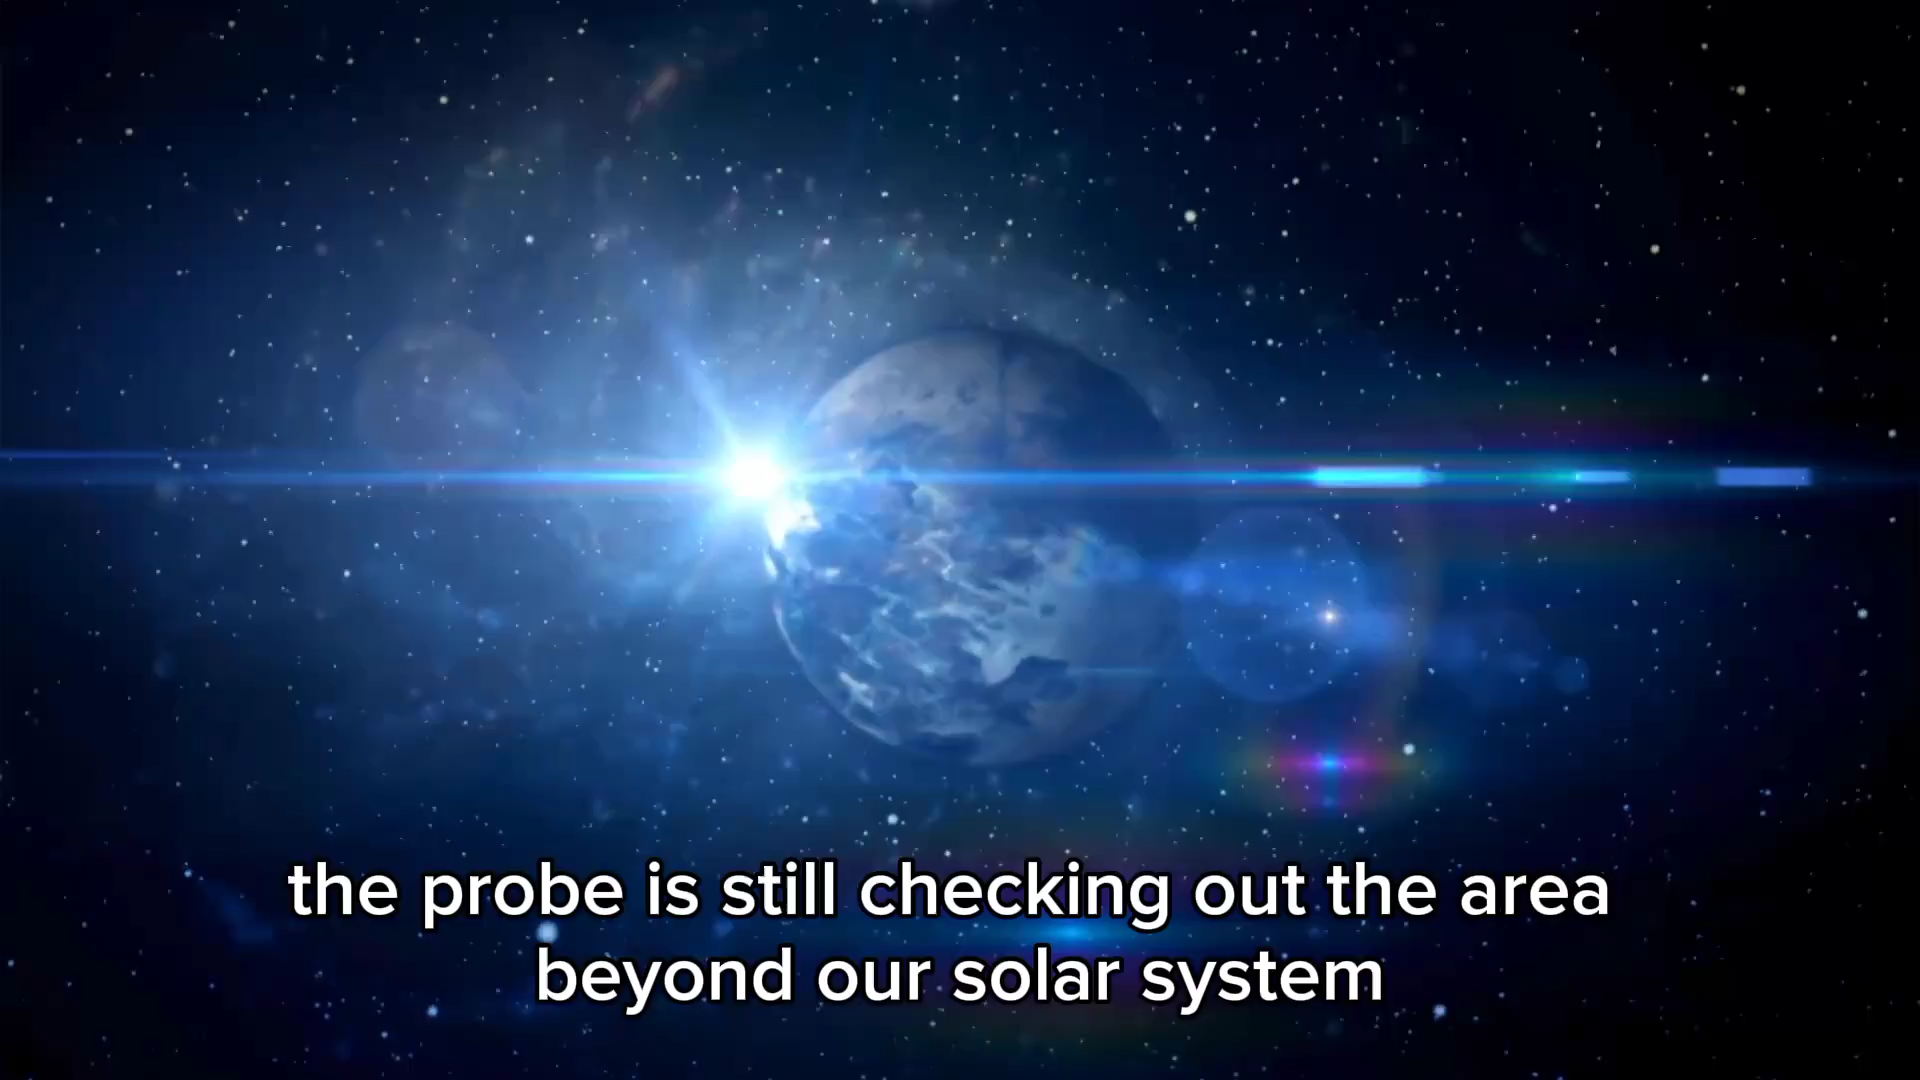 the probe is still checking out the area
beyond our solar system